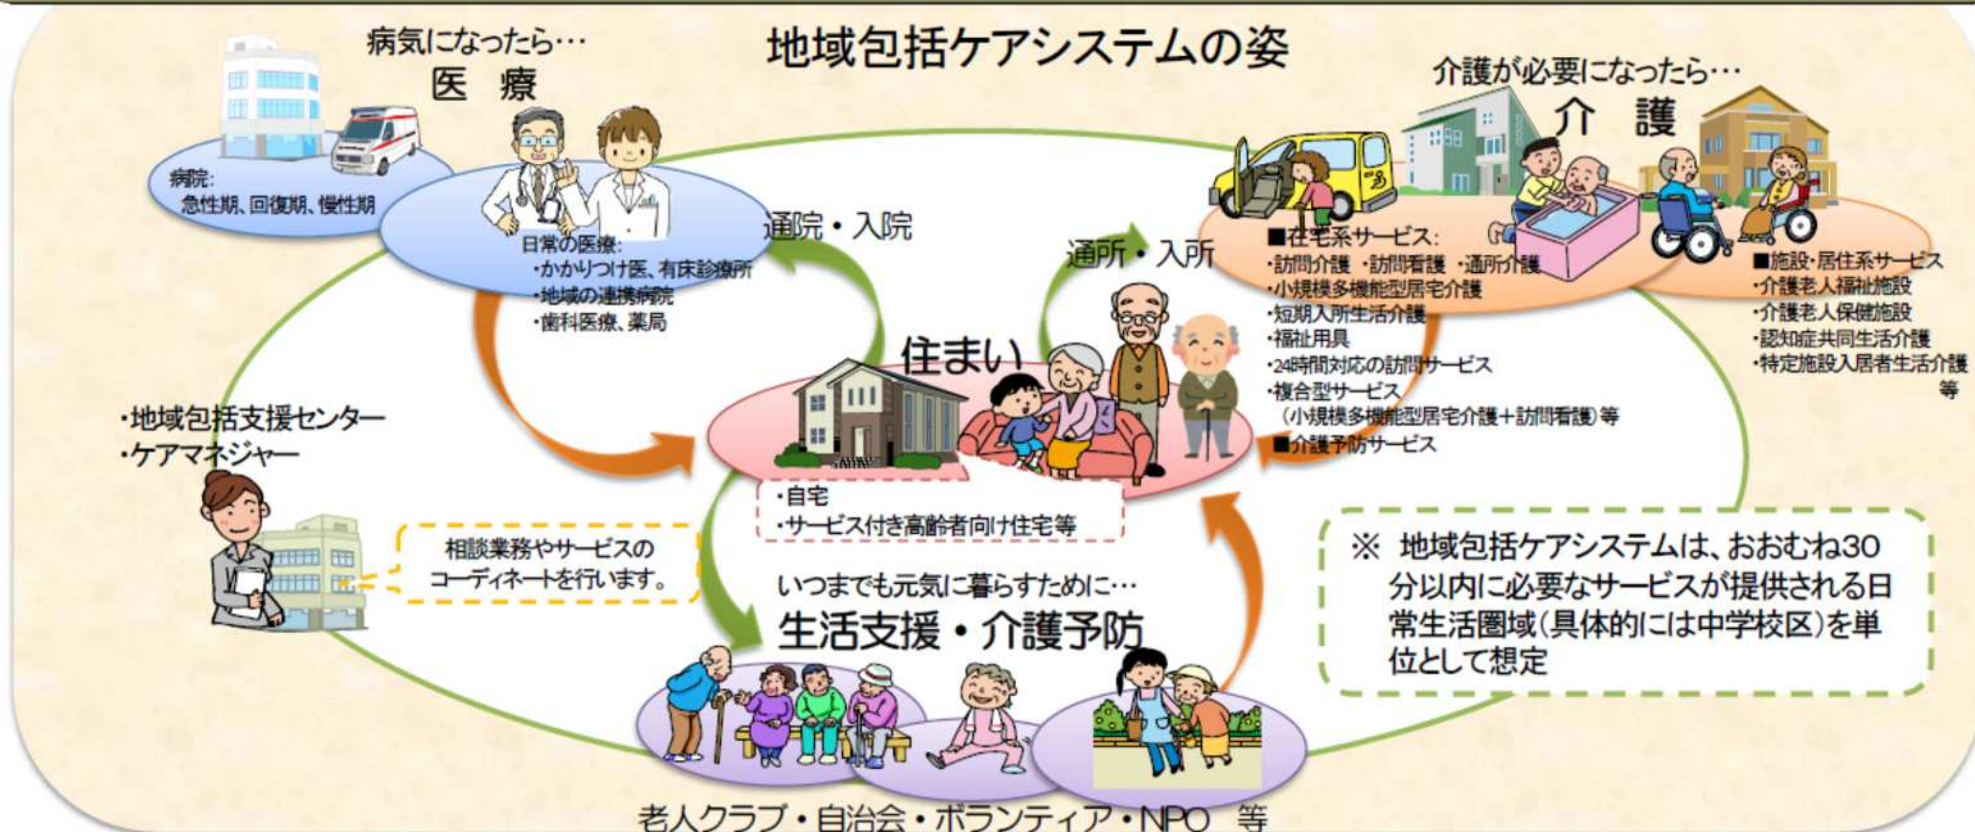 地域包括ケアシステムの姿
病気になったら…
医 療
病院:
急性期、回復期、慢性期
日常の医療:
・かかりつけ医、有床診療所
・地域の連携病院
・歯科医療、薬局
通院・入院
通所・入所
介護が必要になったら…
介 護
■在宅系サービス:
・訪問介護 ・訪問看護 ・通所介護
・小規模多機能型居宅介護
・短期入所生活介護
・福祉用具
・24時間対応の訪問サービス
・複合型サービス
（小規模多機能型居宅介護＋訪問看護）等
■介護予防サービス
■施設・居住系サービス
・介護老人福祉施設
・介護老人保健施設
・認知症共同生活介護
・特定施設入居者生活介護
等
住まい
・自宅
・サービス付き高齢者向け住宅等
・地域包括支援センター
・ケアマネジャー
相談業務やサービスの
コーディネートを行います。
いつまでも元気に暮らすために…
生活支援・介護予防
老人クラブ・自治会・ボランティア・NPO 等
※ 地域包括ケアシステムは、おおむね30
分以内に必要なサービスが提供される日
常生活圏域（具体的には中学校区）を単
位として想定